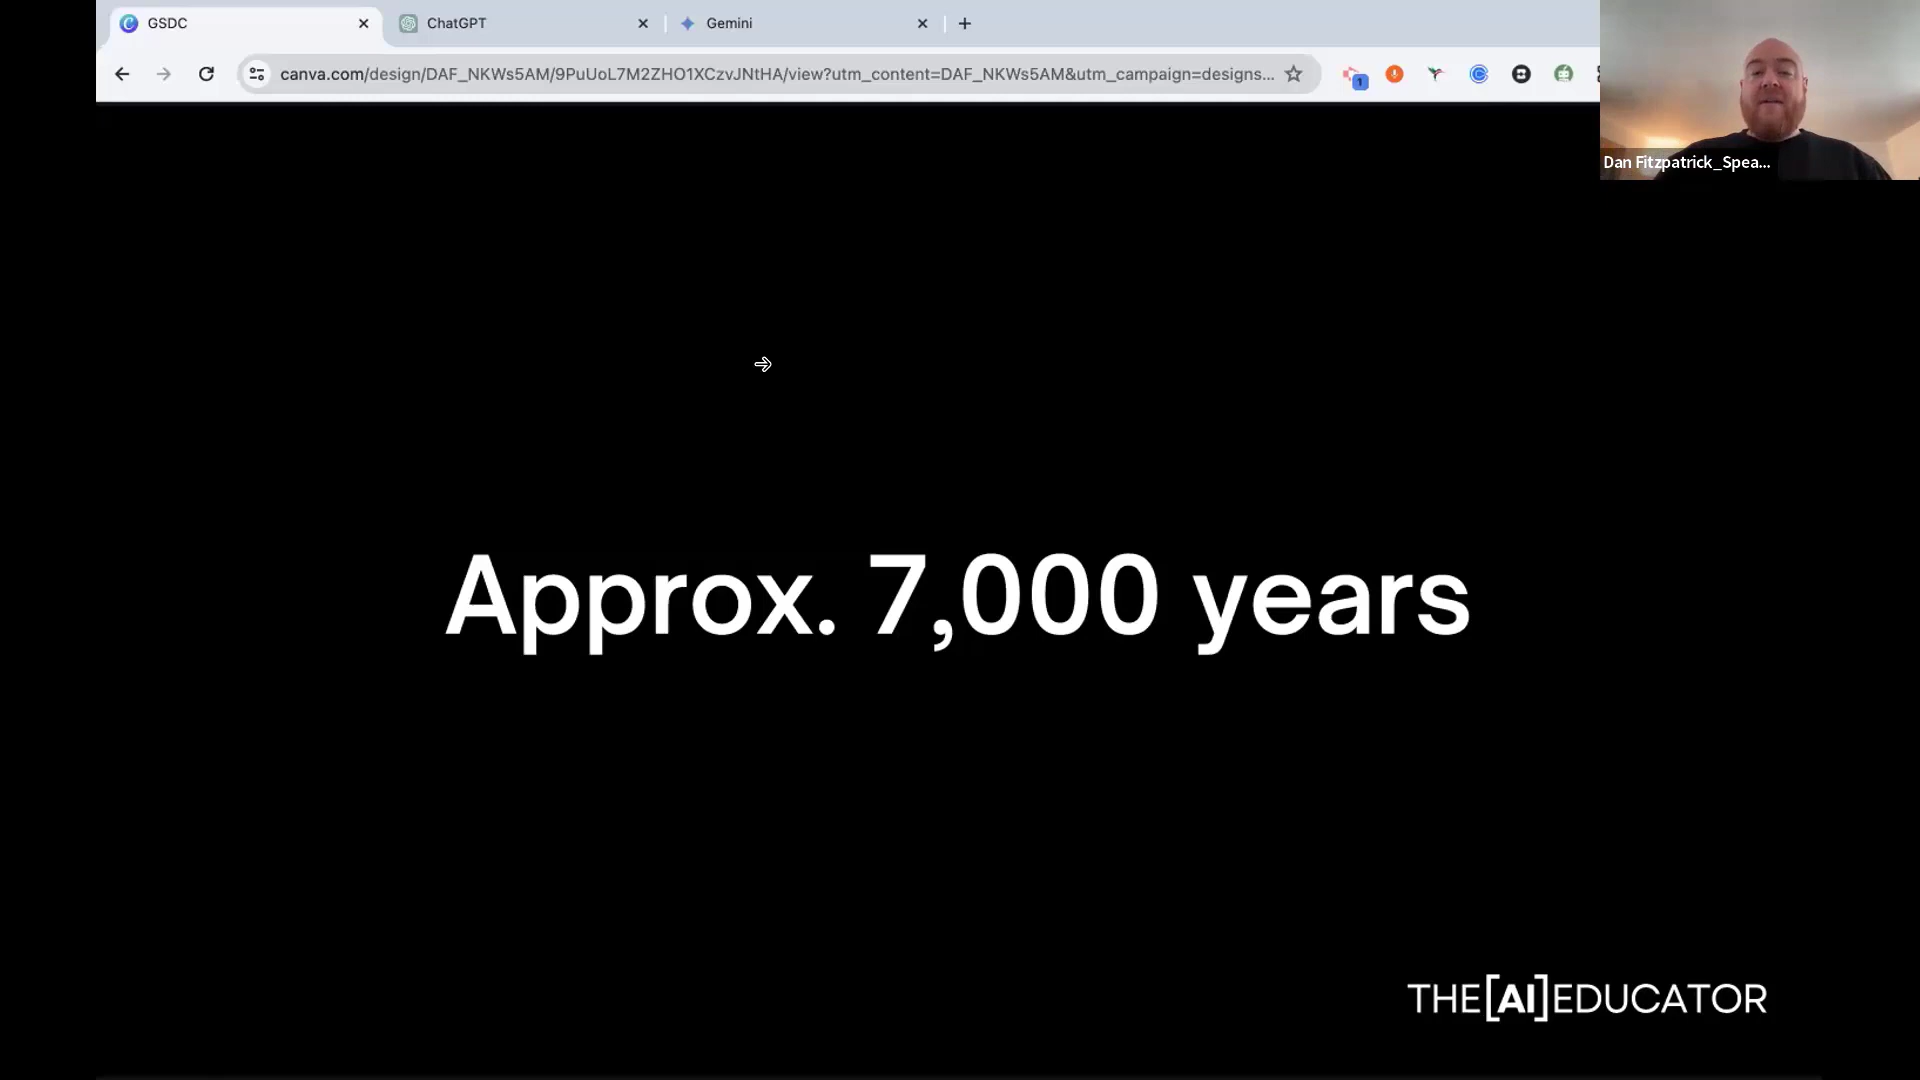 GSDC
ChatGPT
Gemini
canva.com/design/DAF_NKWs5AM/9PuUoL7M2ZHO1XCzvJNtHA/view?utm_content=DAF_NKWs5AM&utm_campaign=designs...
1
Dan Fitzpatrick_Spea...
Approx. 7,000 years
THE[AI]EDUCATOR